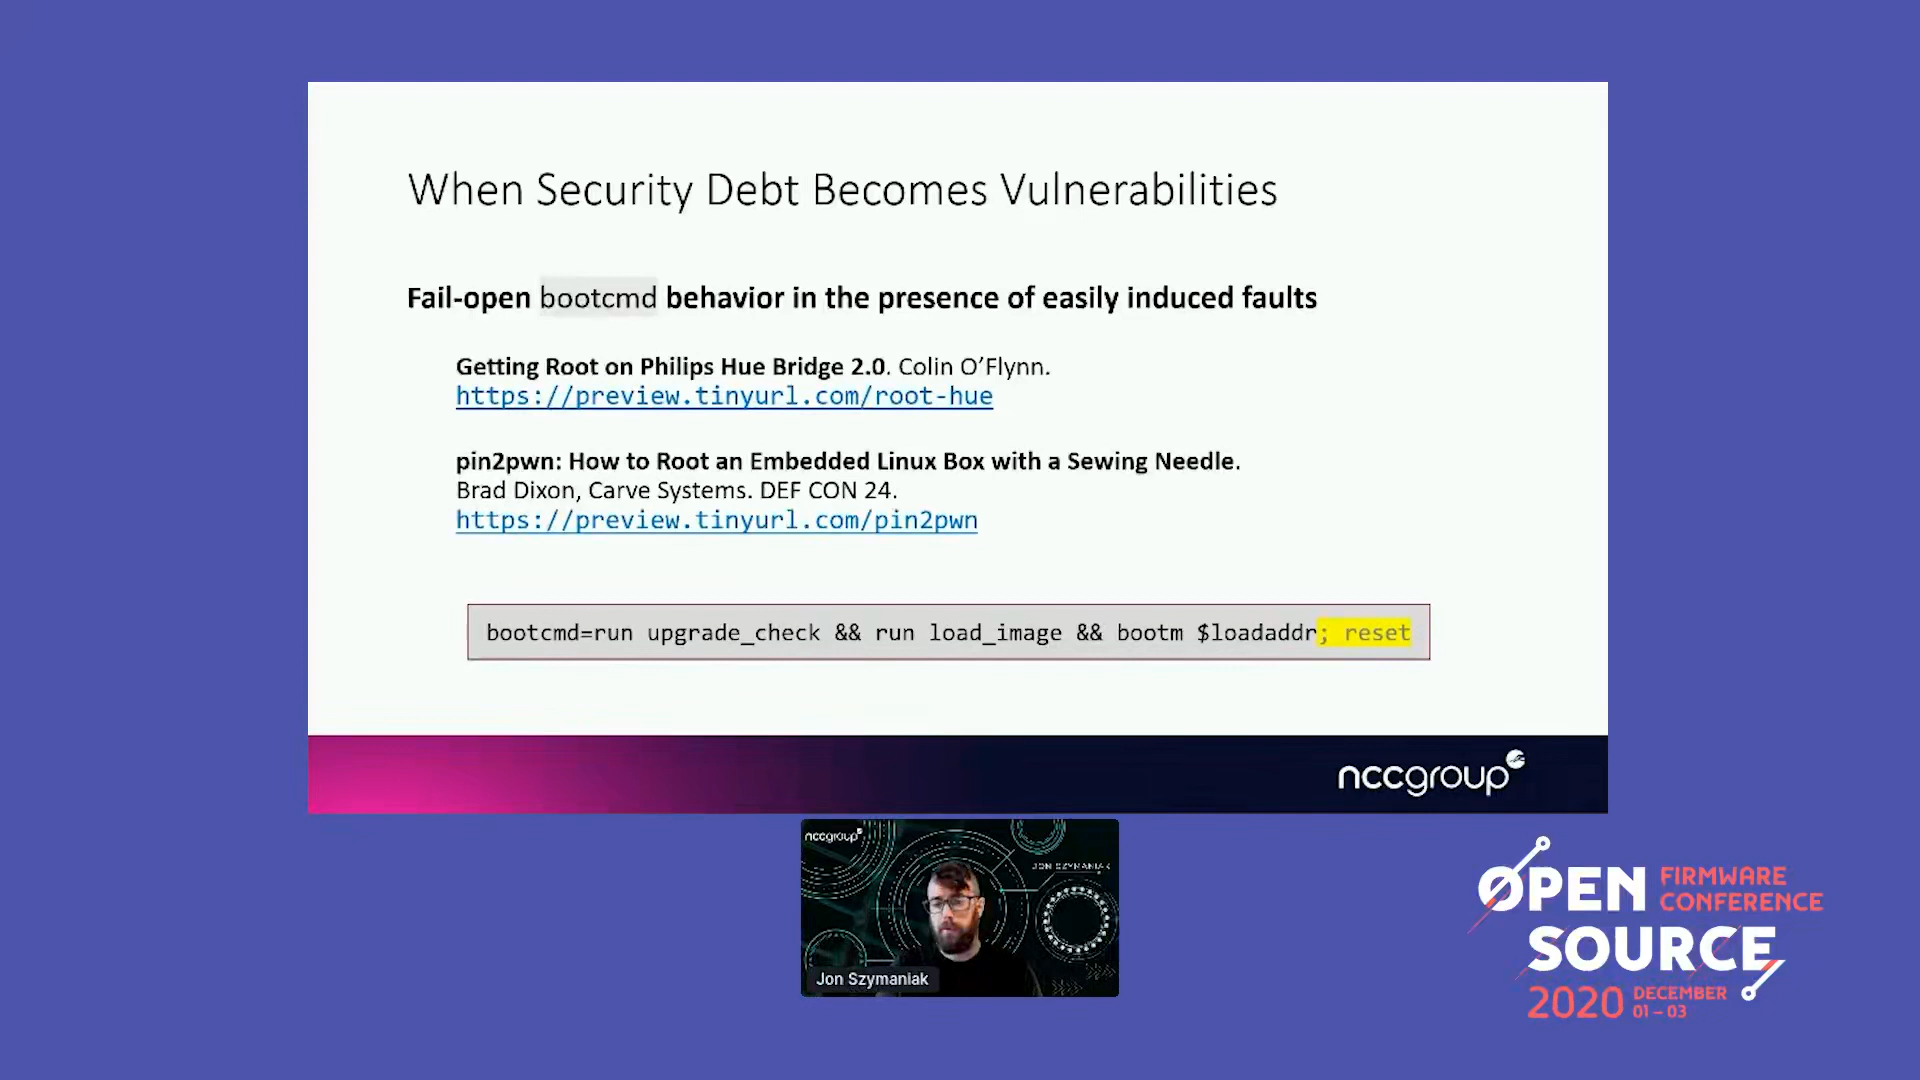 When Security Debt Becomes Vulnerabilities
Fail-open bootcmd behavior in the presence of easily induced faults
Getting Root on Philips Hue Bridge 2.0. Colin O’Flynn.
https://preview.tinyurl.com/root-hue
pin2pwn: How to Root an Embedded Linux Box with a Sewing Needle.
Brad Dixon, Carve Systems. DEF CON 24.
https://preview.tinyurl.com/pin2pwn
bootcmd=run upgrade_check && run load_image && bootm $loadaddr; reset
nccgroup
nccgroup
JON SZYMANIAK
Jon Szymaniak
OPEN FIRMWARE
CONFERENCE
SOURCE
2020 DECEMBER
01 – 03